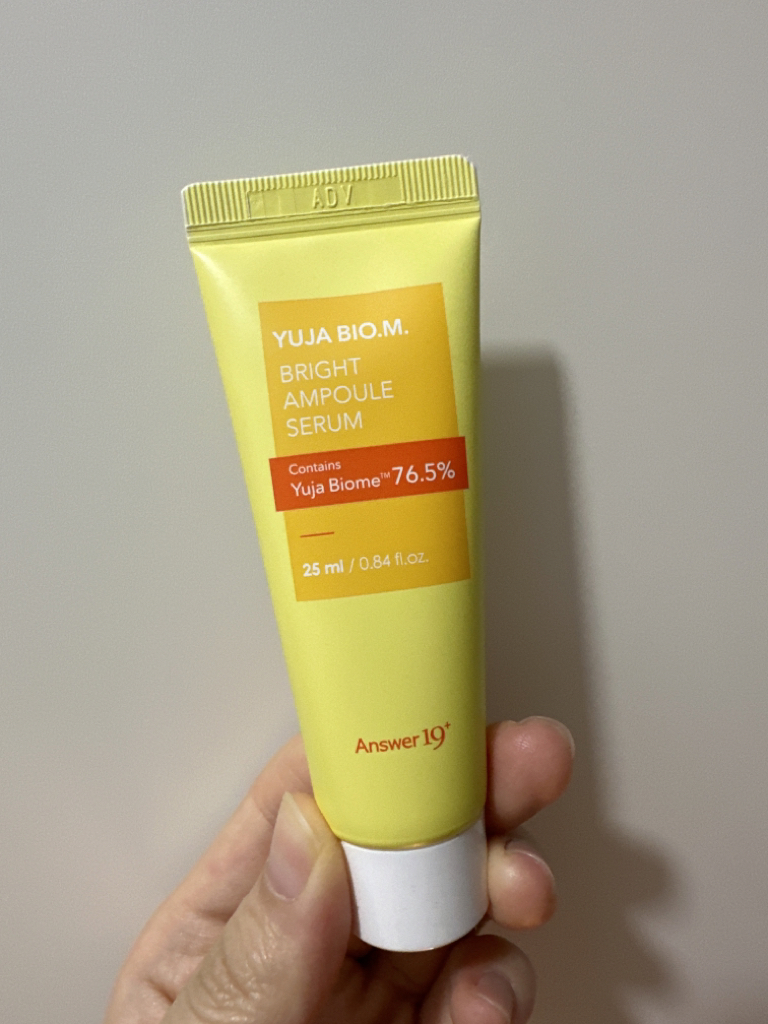 ADV
YUJA BIO.M.
BRIGHT
AMPOULE
SERUM
Contains
Yuja Biome™ 76.5%
25 ml / 0.84 fl.oz.
Answer 19+